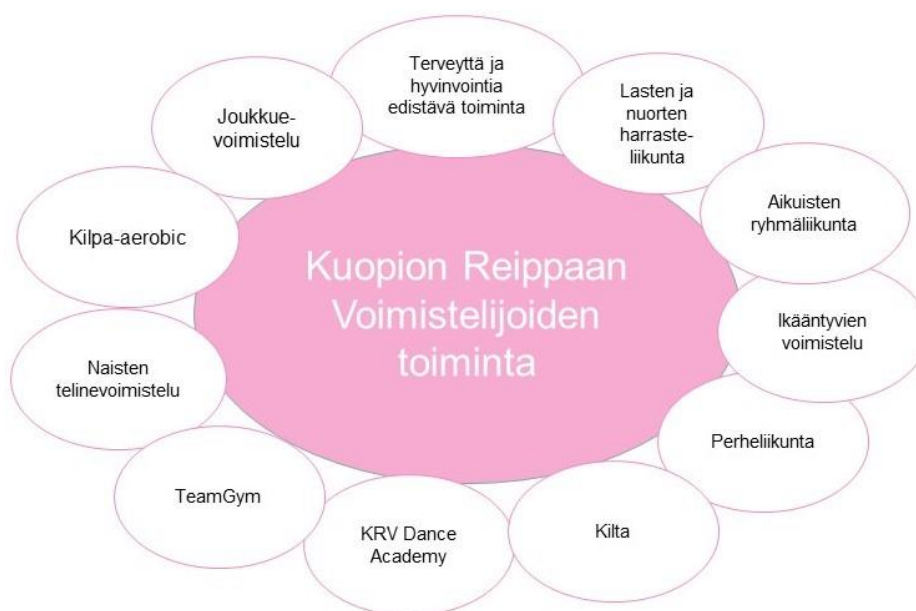 Terveyttä ja
hyvinvointia
edistävä toiminta
Lasten ja
nuorten
harraste-
liikunta
Aikuisten
ryhmäliikunta
Ikääntyvien
voimistelu
Perheliikunta
Kilta
KRV Dance
Academy
TeamGym
Naisten
telinevoimistelu
Kilpa-aerobic
Joukkue-
voimistelu
Kuopion Reippaan
Voimistelijoiden
toiminta